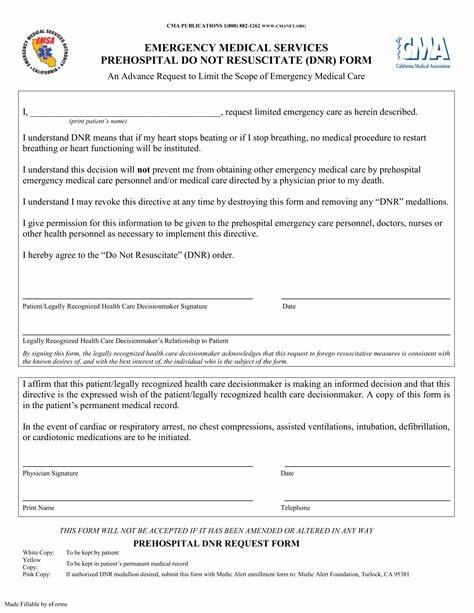 CMA PUBLICATIONS 1(800) 882-1262 WWW.CMANET.ORG
EMERGENCY MEDICAL SERVICES
PREHOSPITAL DO NOT RESUSCITATE (DNR) FORM
An Advance Request to Limit the Scope of Emergency Medical Care
EMERGENCY MEDICAL SERVICES AUTHORITY
EMSA
CALIFORNIA
CMA
California Medical Association
I, ______________________________, request limited emergency care as herein described.
(print patient's name)
I understand DNR means that if my heart stops beating or if I stop breathing, no medical procedure to restart
breathing or heart functioning will be instituted.
I understand this decision will not prevent me from obtaining other emergency medical care by prehospital
emergency medical care personnel and/or medical care directed by a physician prior to my death.
I understand I may revoke this directive at any time by destroying this form and removing any “DNR” medallions.
I give permission for this information to be given to the prehospital emergency care personnel, doctors, nurses or
other health personnel as necessary to implement this directive.
I hereby agree to the “Do Not Resuscitate” (DNR) order.
Patient/Legally Recognized Health Care Decisionmaker Signature Date
Legally Recognized Health Care Decisionmaker's Relationship to Patient
By signing this form, the legally recognized health care decisionmaker acknowledges that this request to forego resuscitative measures is consistent with
the known desires of, and with the best interest of, the individual who is the subject of the form.
I affirm that this patient/legally recognized health care decisionmaker is making an informed decision and that this
directive is the expressed wish of the patient/legally recognized health care decisionmaker. A copy of this form is
in the patient's permanent medical record.
In the event of cardiac or respiratory arrest, no chest compressions, assisted ventilations, intubation, defibrillation,
or cardiotonic medications are to be initiated.
Physician Signature Date
Print Name Telephone
THIS FORM WILL NOT BE ACCEPTED IF IT HAS BEEN AMENDED OR ALTERED IN ANY WAY
PREHOSPITAL DNR REQUEST FORM
White Copy: To be kept by patient
Yellow
Copy: To be kept in patient's permanent medical record
Pink Copy: If authorized DNR medallion desired, submit this form with Medic Alert enrollment form to: Medic Alert Foundation, Turlock, CA 95381
Made Fillable by eForms